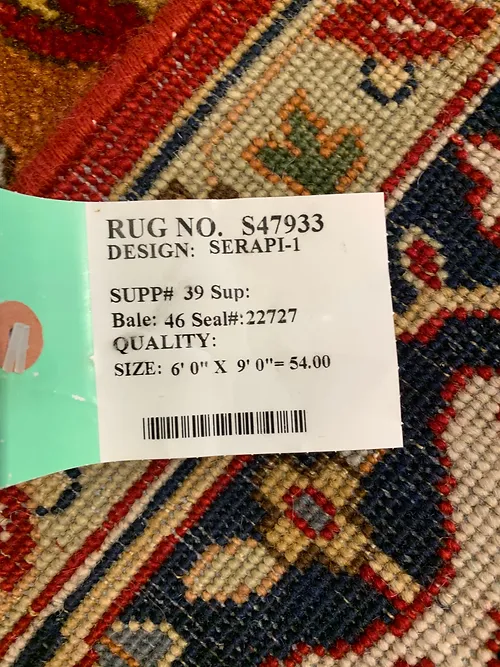 RUG NO. S47933
DESIGN: SERAPI-1
SUPP# 39 Sup:
Bale: 46 Seal#:22727
QUALITY:
SIZE: 6' 0" X 9' 0"= 54.00